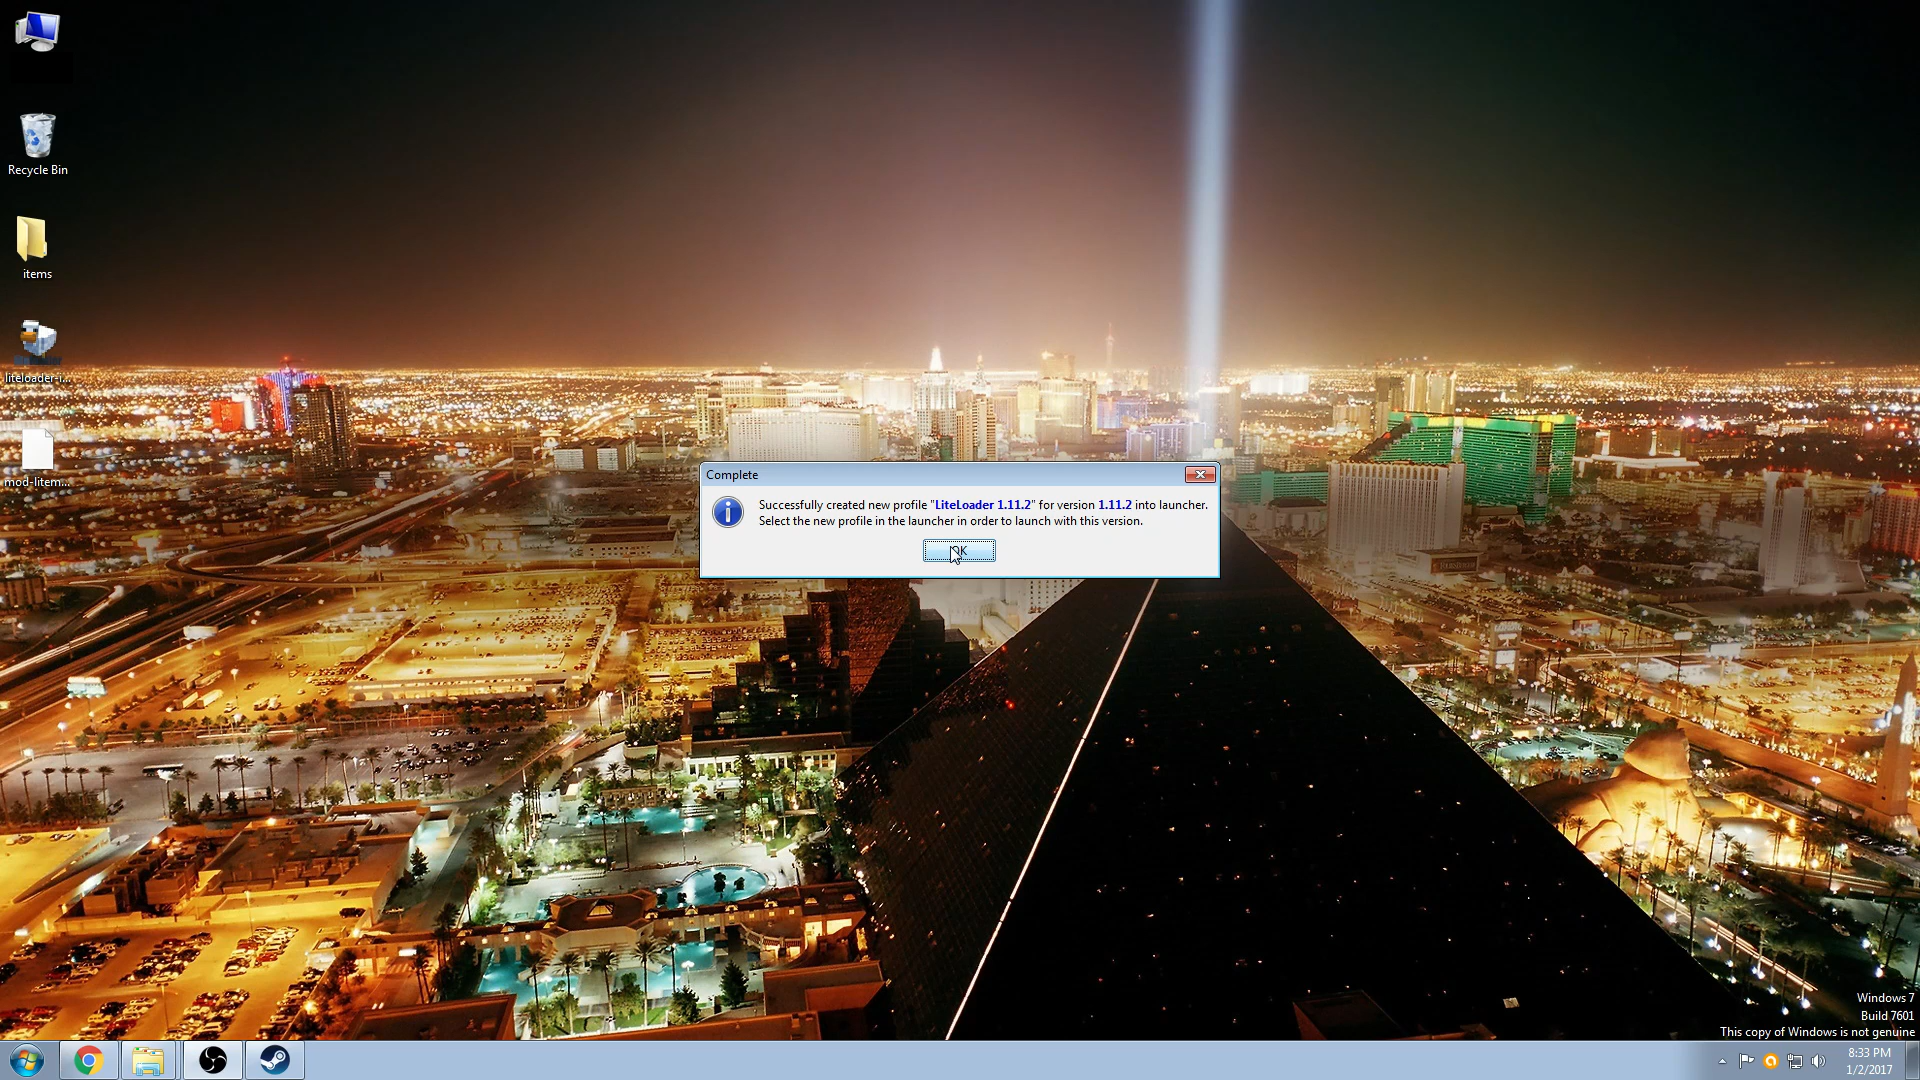 Recycle Bin
items
liteloader-i...
mod-litem...
Complete
Successfully created new profile "LiteLoader 1.11.2" for version 1.11.2 into launcher.
Select the new profile in the launcher in order to launch with this version.
OK
Windows 7
Build 7601
This copy of Windows is not genuine
8:33 PM
1/2/2017